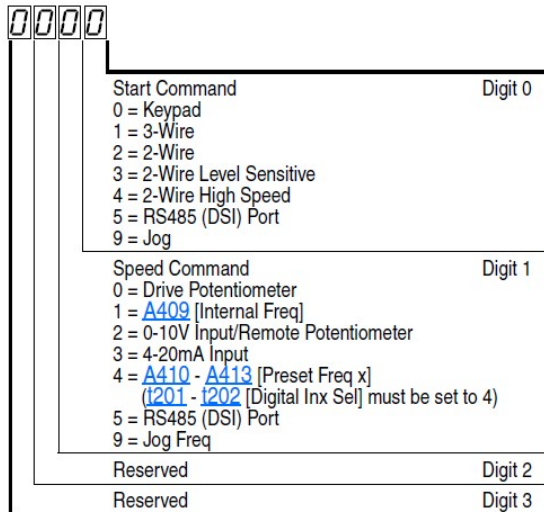 0000
Start Command Digit 0
0 = Keypad
1 = 3-Wire
2 = 2-Wire
3 = 2-Wire Level Sensitive
4 = 2-Wire High Speed
5 = RS485 (DSI) Port
9 = Jog
Speed Command Digit 1
0 = Drive Potentiometer
1 = A409 [Internal Freq]
2 = 0-10V Input/Remote Potentiometer
3 = 4-20mA Input
4 = A410 - A413 [Preset Freq x]
(t201 - t202 [Digital Inx Sel] must be set to 4)
5 = RS485 (DSI) Port
9 = Jog Freq
Reserved Digit 2
Reserved Digit 3